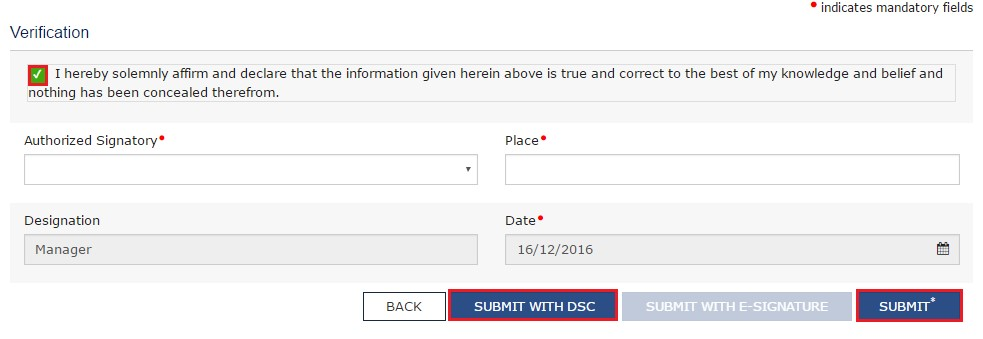 • indicates mandatory fields
Verification
I hereby solemnly affirm and declare that the information given herein above is true and correct to the best of my knowledge and belief and
nothing has been concealed therefrom.
Authorized Signatory• Place•
Designation Date•
Manager 16/12/2016
BACK SUBMIT WITH DSC SUBMIT WITH E-SIGNATURE SUBMIT*